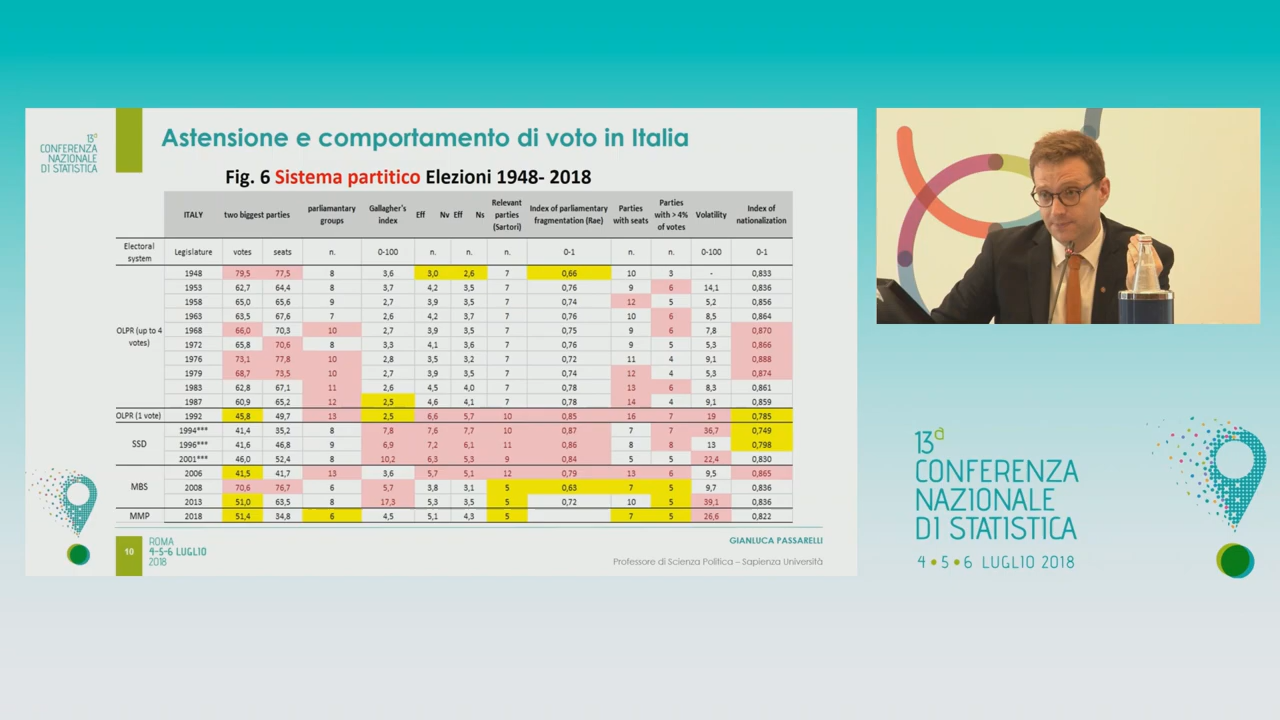 13ª
CONFERENZA
NAZIONALE
DI STATISTICA
Astensione e comportamento di voto in Italia
Fig. 6 Sistema partitico Elezioni 1948- 2018
ITALY two biggest parties parliamantary groups Gallagher's index Eff Nv Eff Ns Relevant parties (Sartori) Index of parliamentary fragmentation (Rae) Parties with seats Parties with > 4% of votes Volatility Index of nationalization
Electoral system Legislature votes seats n. 0-100 n. n. n. 0-1 n. n. 0-100 0-1
1948 79,5 77,5 8 3,6 3,0 2,6 7 0,66 10 3 - 0,833
1953 62,7 64,4 8 3,7 4,2 3,5 7 0,76 9 6 14,1 0,836
1958 65,0 65,6 9 2,7 3,9 3,5 7 0,74 12 5 5,2 0,856
1963 63,5 67,6 7 2,6 4,2 3,7 7 0,76 10 6 8,5 0,864
OLPR (up to 4 votes) 1968 66,0 70,3 10 2,7 3,9 3,5 7 0,75 9 6 7,8 0,870
1972 65,8 70,6 8 3,3 4,1 3,6 7 0,76 9 5 5,3 0,866
1976 73,1 77,8 10 2,8 3,5 3,2 7 0,72 11 4 9,1 0,888
1979 68,7 73,5 10 2,7 3,9 3,5 7 0,74 12 4 5,3 0,874
1983 62,8 67,1 11 2,6 4,5 4,0 7 0,78 13 6 8,3 0,861
1987 60,9 65,2 12 2,5 4,6 4,1 7 0,78 14 4 9,1 0,859
OLPR (1 vote) 1992 45,8 49,7 13 2,5 6,6 5,7 10 0,85 16 7 19 0,785
1994*** 41,4 35,2 8 7,8 7,6 7,7 10 0,87 7 7 36,7 0,749
SSD 1996*** 41,6 46,8 9 6,9 7,2 6,1 11 0,86 8 8 13 0,798
2001*** 46,0 52,4 8 10,2 6,3 5,3 9 0,84 5 5 22,4 0,830
2006 41,5 41,7 13 3,6 5,7 5,1 12 0,79 13 6 9,5 0,865
MBS 2008 70,6 76,7 6 5,7 3,8 3,1 5 0,63 7 5 9,7 0,836
2013 51,0 63,5 8 17,3 5,3 3,5 5 10 5 39,1 0,836
MMP 2018 51,4 34,8 6 4,5 5,1 4,3 5 7 5 26,6 0,822
10
ROMA
4-5-6 LUGLIO
2018
GIANLUCA PASSARELLI
Professore di Scienza Politica – Sapienza Università
13ª
CONFERENZA
NAZIONALE
DI STATISTICA
4 • 5 • 6 LUGLIO 2018